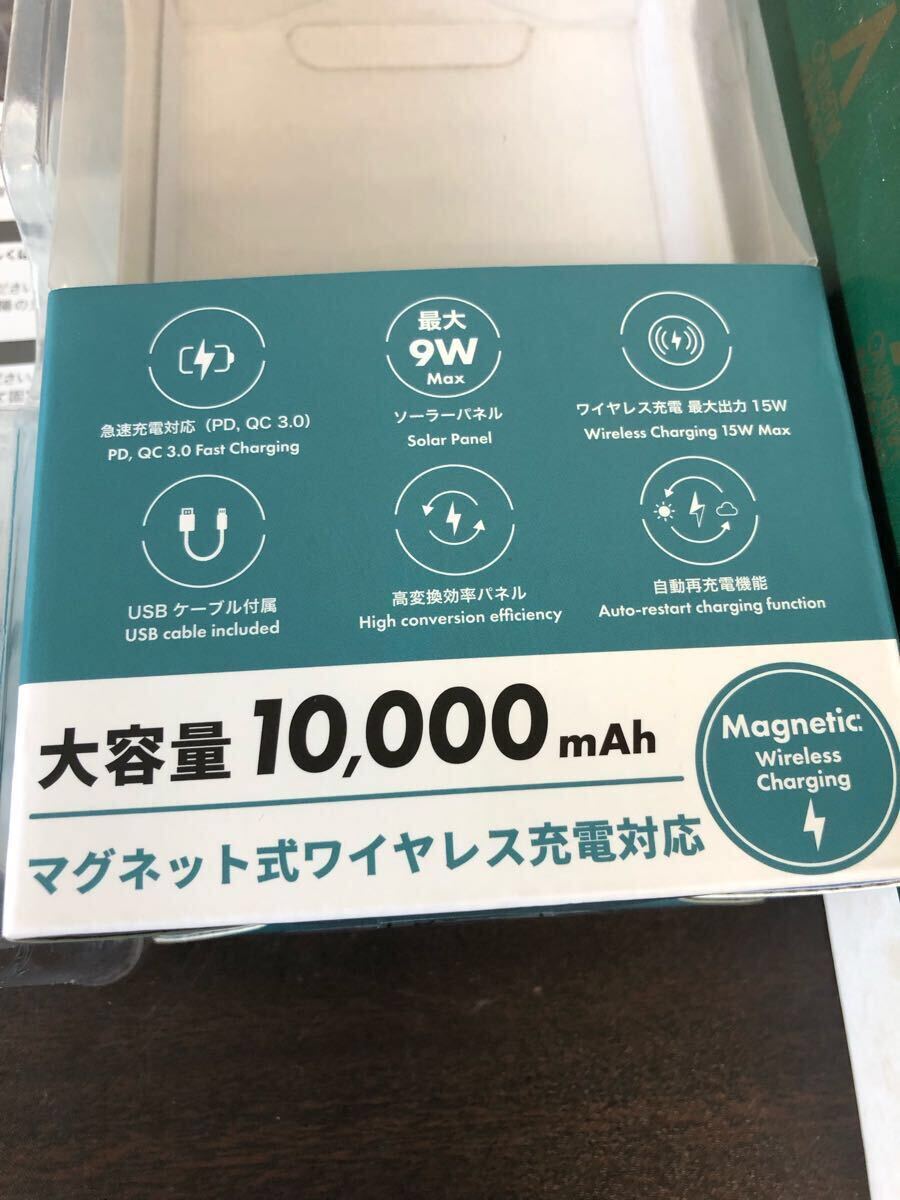 最大
9W
Max
急速充電対応（PD, QC 3.0）
PD, QC 3.0 Fast Charging
ソーラーパネル
Solar Panel
ワイヤレス充電 最大出力 15W
Wireless Charging 15W Max
USB ケーブル付属
USB cable included
高変換効率パネル
High conversion efficiency
自動再充電機能
Auto-restart charging function
大容量 10,000 mAh
マグネット式ワイヤレス充電対応
Magnetic
Wireless
Charging